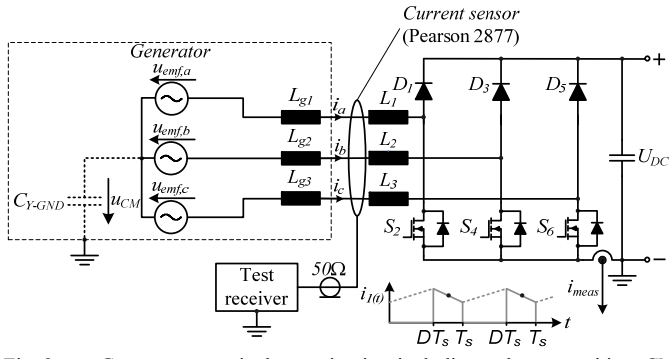 Current sensor
(Pearson 2877)
Generator
u_emf,a
u_emf,b
u_emf,c
L_g1
L_g2
L_g3
i_a
i_b
i_c
L_1
L_2
L_3
D_1
D_3
D_5
U_DC
+
−
C_Y-GND
u_CM
S_2
S_4
S_6
Test
receiver
50Ω
i_1(t)
DT_s T_s DT_s T_s t
i_meas